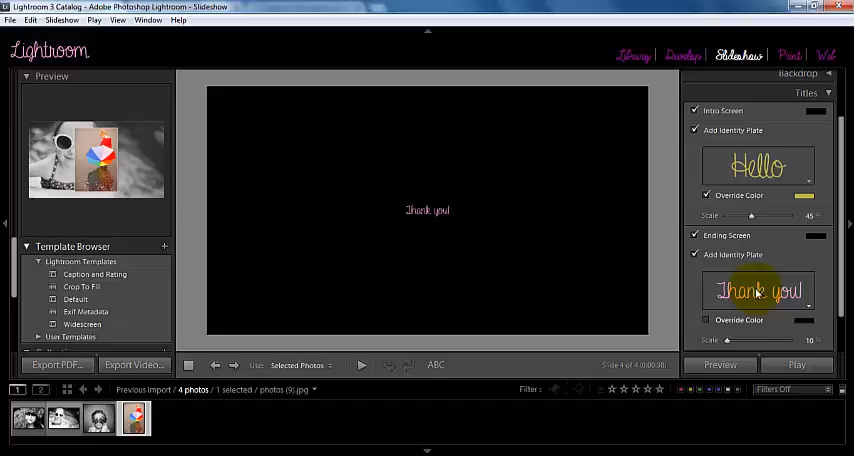 Lightroom 3 Catalog - Adobe Photoshop Lightroom - Slideshow
File Edit Slideshow Play View Window Help
Lightroom
Library | Develop | Slideshow | Print | Web
Preview
Backdrop
Titles
Intro Screen
Add Identity Plate
Hello
Override Color
Scale 45 %
Ending Screen
Add Identity Plate
Thank you!
Override Color
Scale 10 %
Thank you!
Template Browser
Lightroom Templates
Caption and Rating
Crop To Fill
Default
Exif Metadata
Widescreen
User Templates
Export PDF... Export Video...
Use: Selected Photos ABC Slide 4 of 4 (0:00:38)
Preview Play
1 2 Previous Import / 4 photos / 1 selected / photos (9).jpg Filter: Filters Off